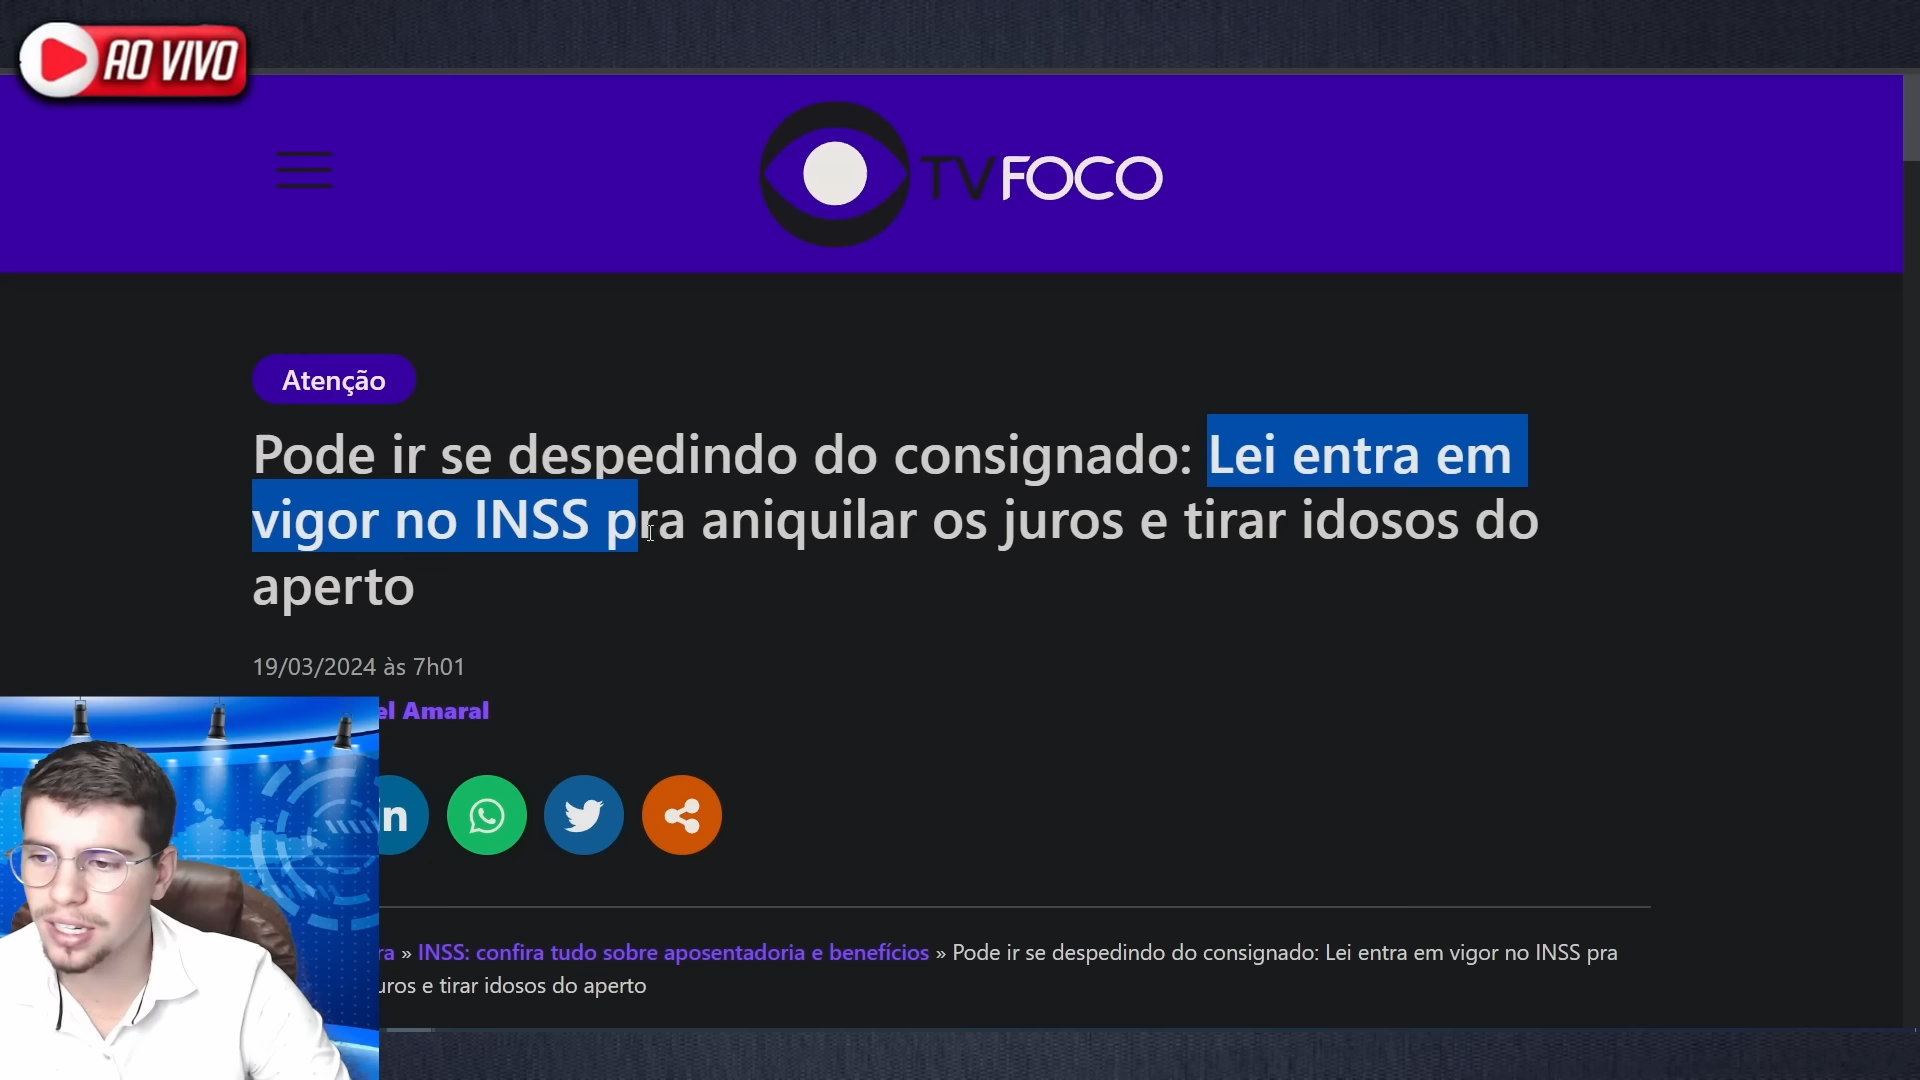 AO VIVO
TVFOCO
Atenção
Pode ir se despedindo do consignado: Lei entra em
vigor no INSS pra aniquilar os juros e tirar idosos do
aperto
19/03/2024 às 7h01
el Amaral
in
ra » INSS: confira tudo sobre aposentadoria e benefícios » Pode ir se despedindo do consignado: Lei entra em vigor no INSS pra
uros e tirar idosos do aperto